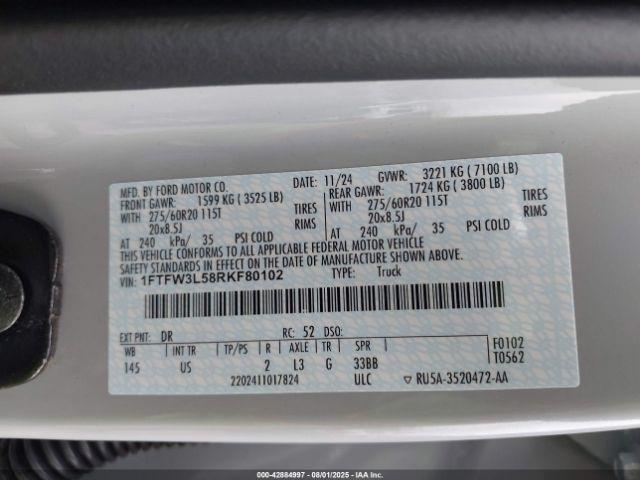 MFD. BY FORD MOTOR CO.
DATE: 11/24 GVWR: 3221 KG ( 7100 LB)
FRONT GAWR: 1599 KG ( 3525 LB)
REAR GAWR: 1724 KG ( 3800 LB)
WITH 275/60R20 115T TIRES
20x8.5J RIMS
AT 240 kPa/ 35 PSI COLD
WITH 275/60R20 115T TIRES
20x8.5J RIMS
AT 240 kPa/ 35 PSI COLD
THIS VEHICLE CONFORMS TO ALL APPLICABLE FEDERAL MOTOR VEHICLE
SAFETY STANDARDS IN EFFECT ON THE DATE OF MANUFACTURE SHOWN ABOVE.
VIN: 1FTFW3L58RKF80102
TYPE: Truck
EXT PNT: DR RC: 52 DSO:
F0102
T0562
WB INT TR TP/PS R AXLE TR SPR
145 US 2 L3 G 33BB
2202411017824 ULC ▽ RU5A-3520472-AA
000-42884997 - 08/01/2025 - IAAI.COM